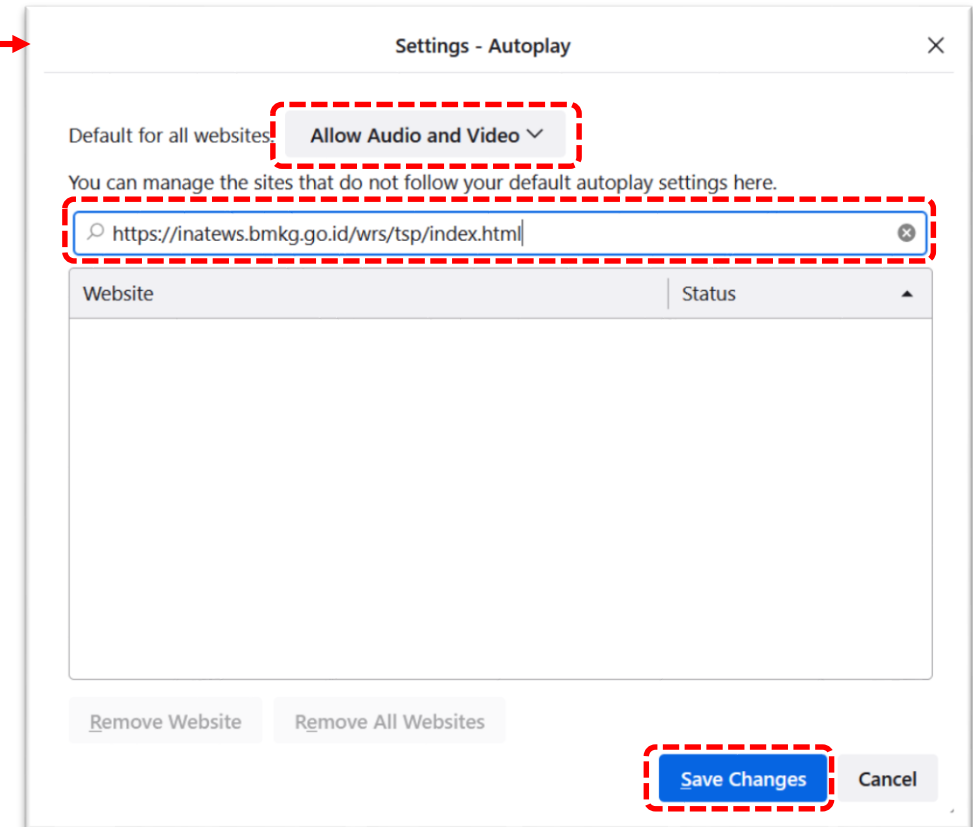 Settings - Autoplay
Default for all websites:
Allow Audio and Video
You can manage the sites that do not follow your default autoplay settings here.
https://inatews.bmkg.go.id/wrs/tsp/index.html
Website Status
Remove Website Remove All Websites
Save Changes Cancel